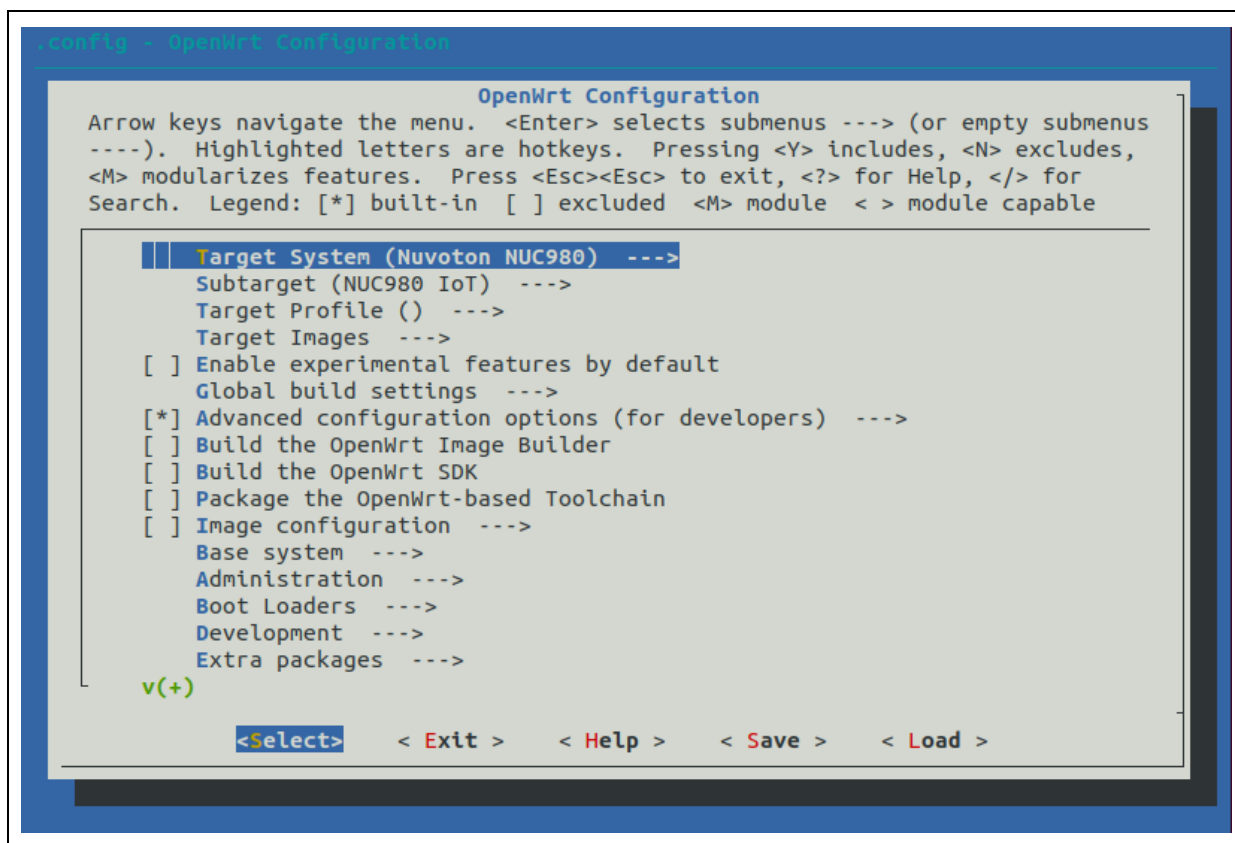 .config - OpenWrt Configuration
OpenWrt Configuration
Arrow keys navigate the menu.  <Enter> selects submenus ---> (or empty submenus
----).  Highlighted letters are hotkeys.  Pressing <Y> includes, <N> excludes,
<M> modularizes features.  Press <Esc><Esc> to exit, <?> for Help, </> for
Search.  Legend: [*] built-in  [ ] excluded  <M> module  < > module capable
Target System (Nuvoton NUC980)  --->
Subtarget (NUC980 IoT)  --->
Target Profile ()  --->
Target Images  --->
[ ] Enable experimental features by default
Global build settings  --->
[*] Advanced configuration options (for developers)  --->
[ ] Build the OpenWrt Image Builder
[ ] Build the OpenWrt SDK
[ ] Package the OpenWrt-based Toolchain
[ ] Image configuration  --->
Base system  --->
Administration  --->
Boot Loaders  --->
Development  --->
Extra packages  --->
v(+)
<Select>    < Exit >    < Help >    < Save >    < Load >